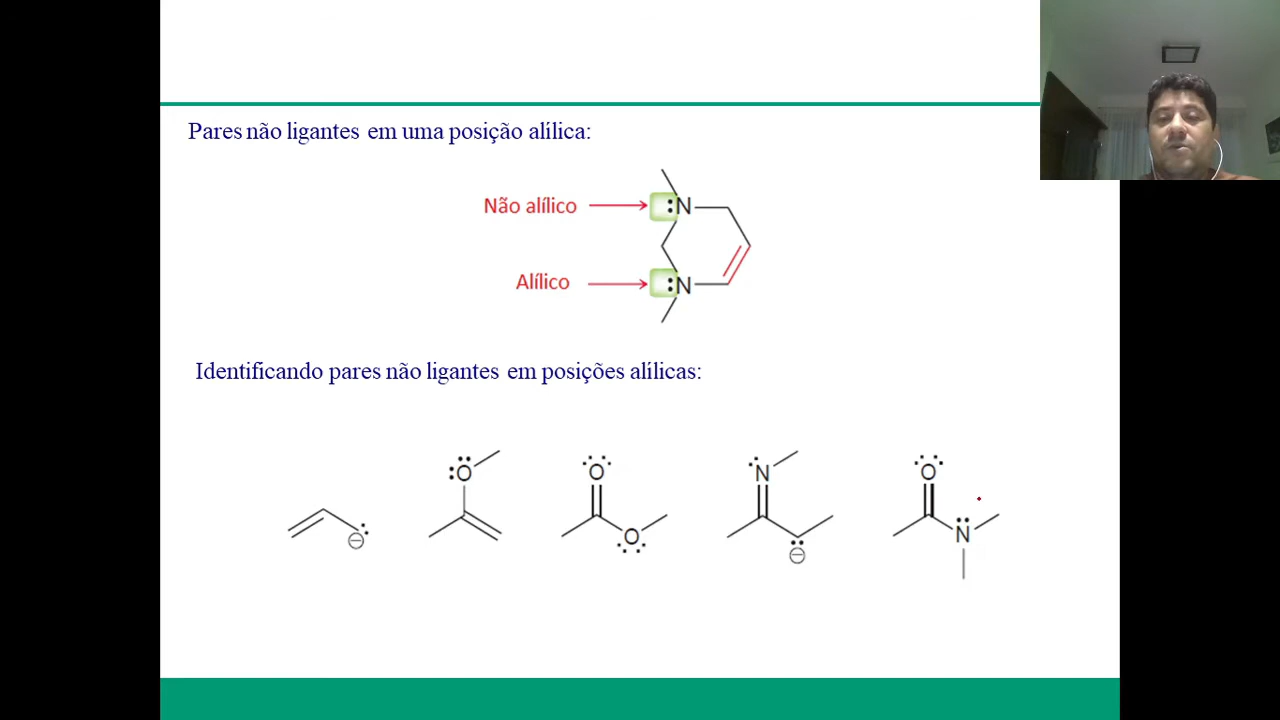 Pares não ligantes em uma posição alílica:
Não alílico
:N
Alílico
:N
Identificando pares não ligantes em posições alílicas:
O
O
N
O
O
N